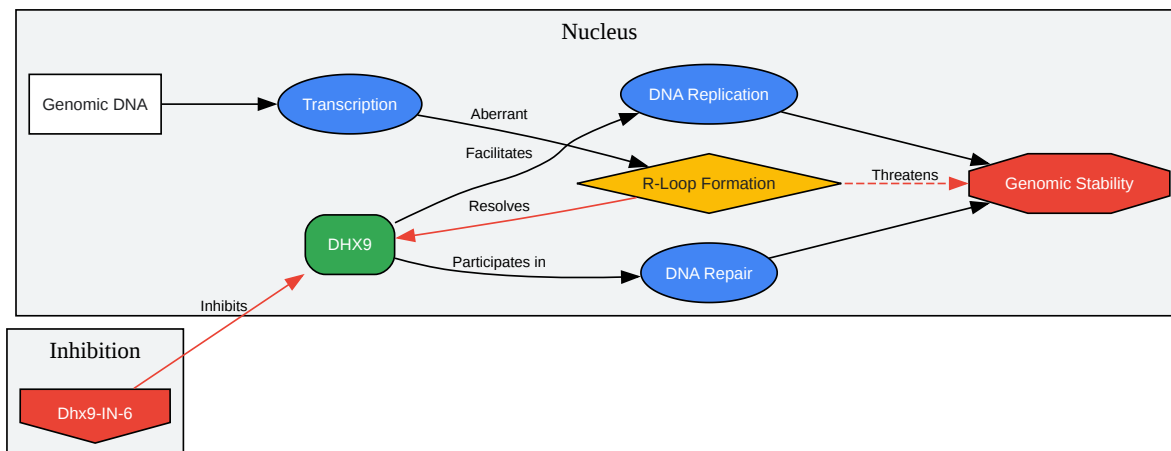 Nucleus
Genomic DNA
Transcription
Aberrant
Facilitates
DNA Replication
R-Loop Formation
Threatens
Genomic Stability
Resolves
DHX9
Participates in
DNA Repair
Inhibits
Inhibition
Dhx9-IN-6